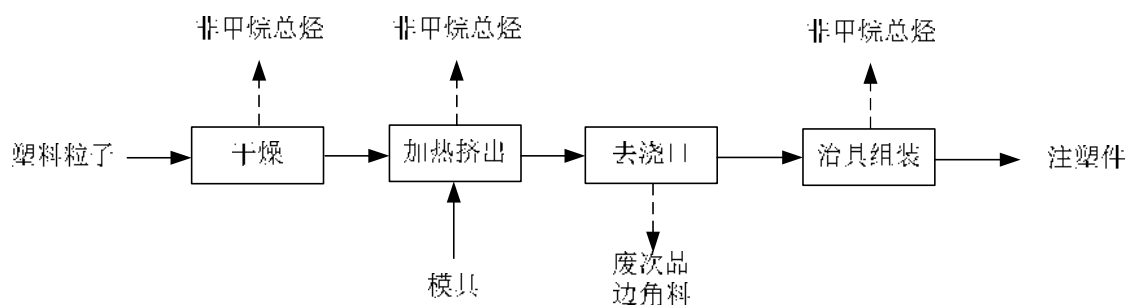 非甲烷总烃
非甲烷总烃
非甲烷总烃
塑料粒子
干燥
加热挤出
去浇口
治具组装
注塑件
模具
废次品
边角料